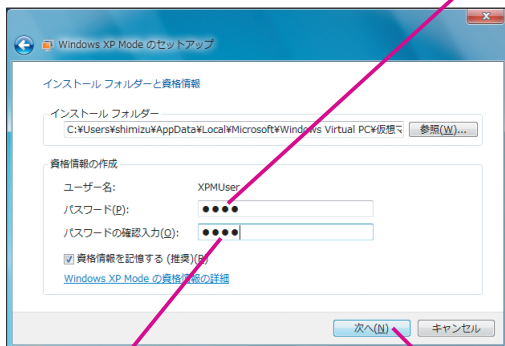 Windows XP Mode のセットアップ
インストール フォルダーと資格情報
インストール フォルダー
C:¥Users¥shimizu¥AppData¥Local¥Microsoft¥Windows Virtual PC¥仮想マ
参照(W)...
資格情報の作成
ユーザー名: XPMUser
パスワード(P): ●●●●
パスワードの確認入力(O): ●●●●
資格情報を記憶する (推奨)(R)
Windows XP Mode の資格情報の詳細
次へ(N) キャンセル